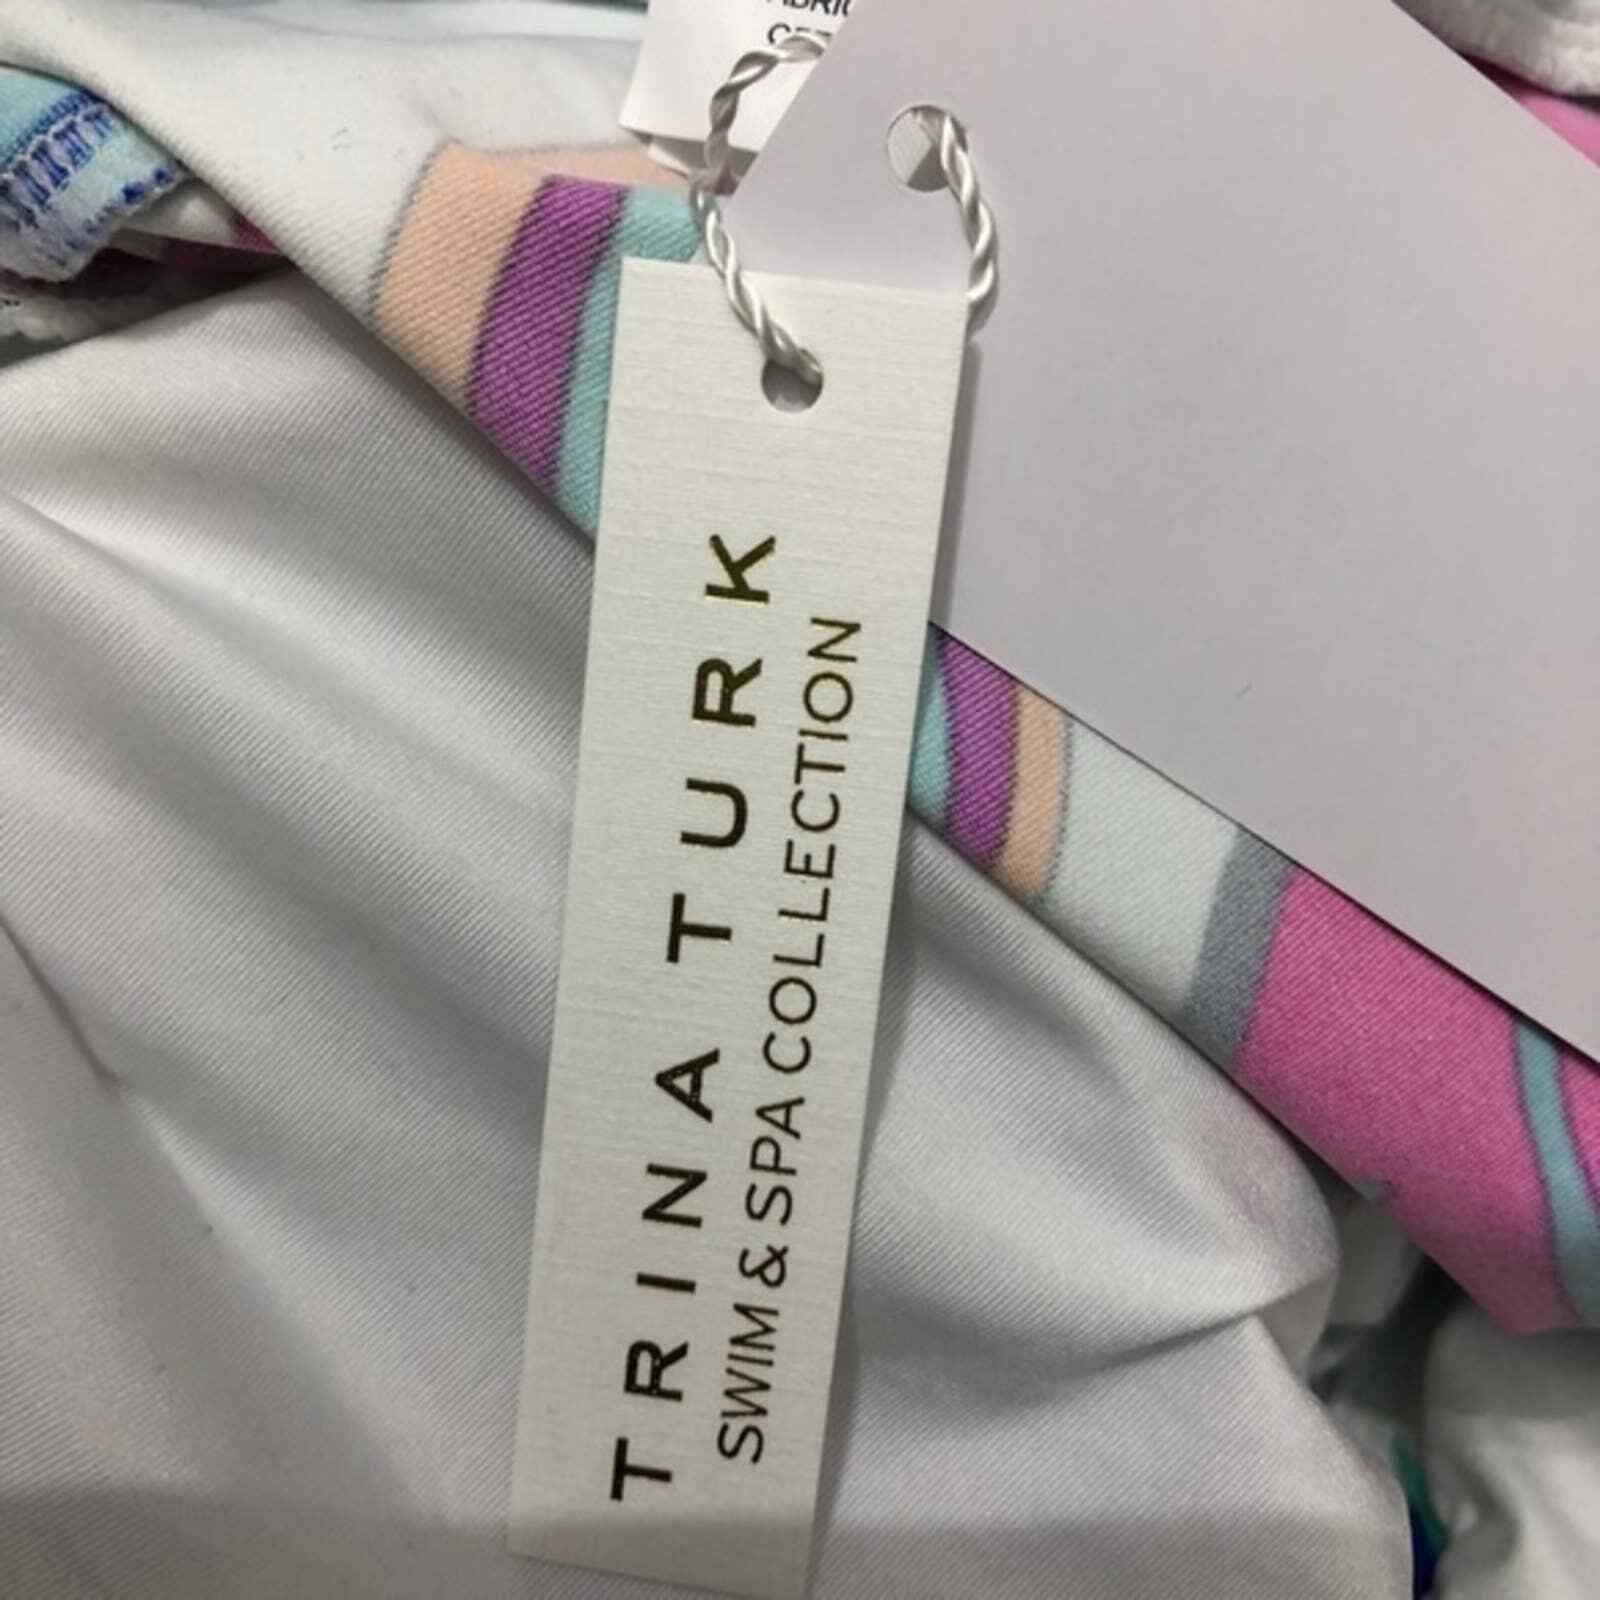 TRINA TURK
SWIM & SPA COLLECTION